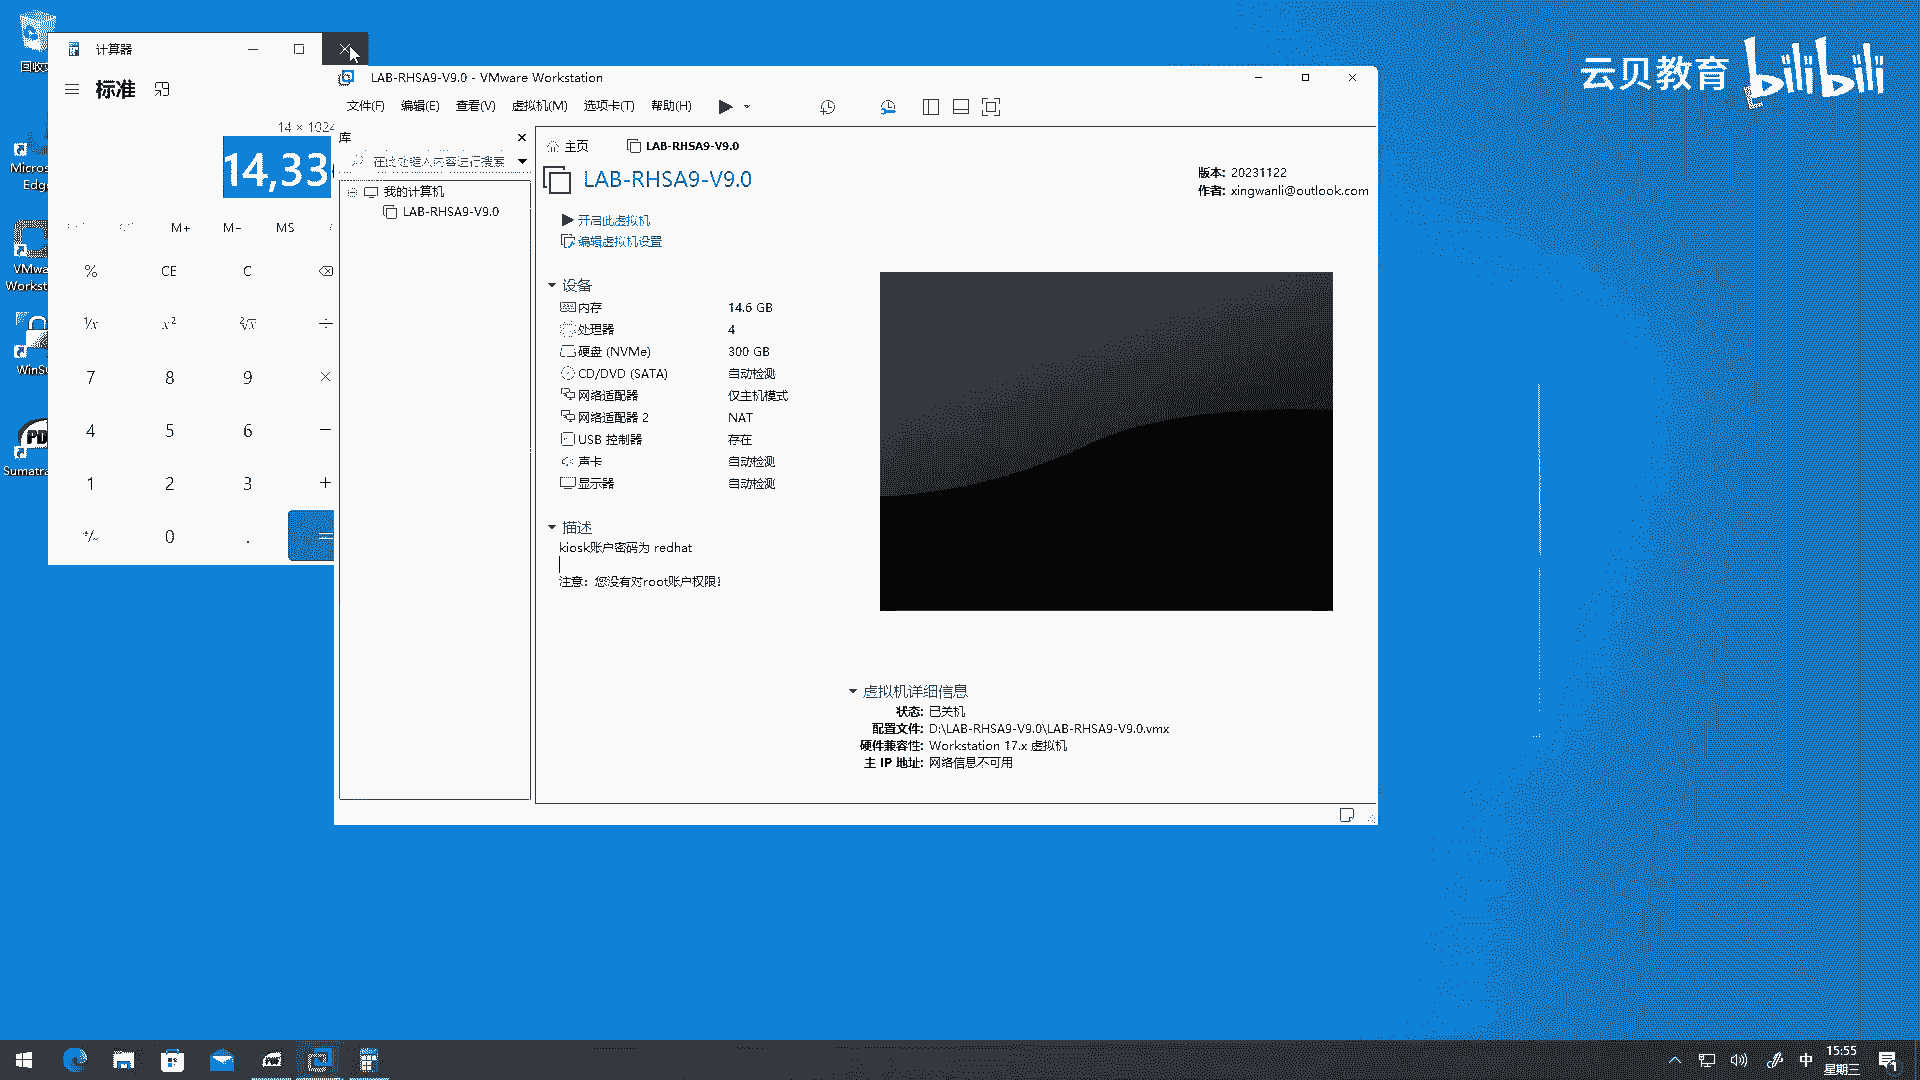 云贝教育 bilibili
计算器
标准
14 × 1024
14,33
M+ M- MS
% CE C
¹/x x² ²√x ÷
7 8 9 ×
4 5 6 −
1 2 3 +
+/- 0 . =
Micros
Edge
VMwa
Workst
Sumatra
LAB-RHSA9-V9.0 - VMware Workstation
文件(F) 编辑(E) 查看(V) 虚拟机(M) 选项卡(T) 帮助(H)
库
在此处键入内容进行搜索
我的计算机
LAB-RHSA9-V9.0
主页 LAB-RHSA9-V9.0
LAB-RHSA9-V9.0
版本: 20231122
作者: xingwanli@outlook.com
开启此虚拟机
编辑虚拟机设置
设备
内存 14.6 GB
处理器 4
硬盘 (NVMe) 300 GB
CD/DVD (SATA) 自动检测
网络适配器 仅主机模式
网络适配器 2 NAT
USB 控制器 存在
声卡 自动检测
显示器 自动检测
描述
kiosk账户密码为 redhat
注意：您没有对root账户权限!
虚拟机详细信息
状态: 已关机
配置文件: D:\LAB-RHSA9-V9.0\LAB-RHSA9-V9.0.vmx
硬件兼容性: Workstation 17.x 虚拟机
主 IP 地址: 网络信息不可用
中
15:55
星期三